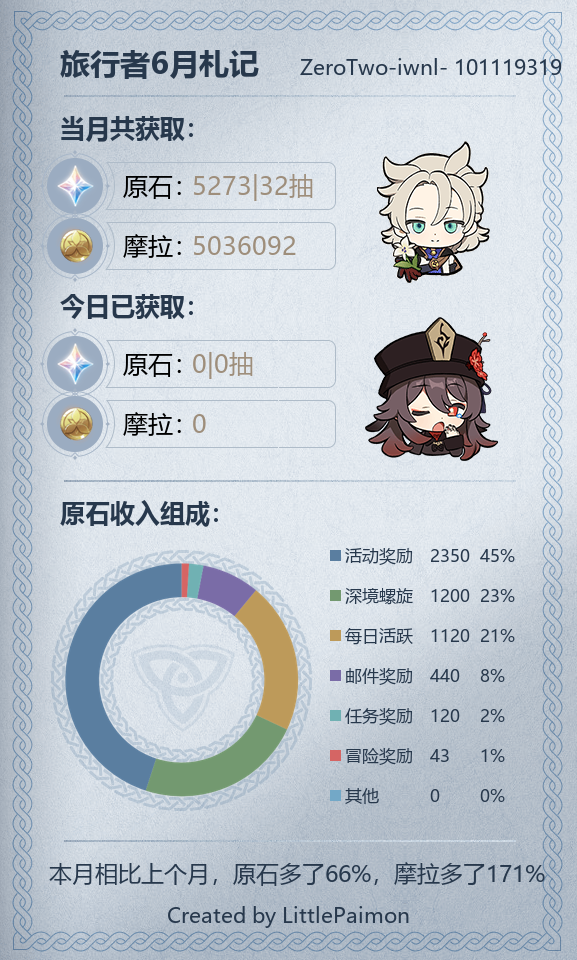 旅行者6月札记 ZeroTwo-iwnl- 101119319
当月共获取：
原石：5273|32抽
摩拉：5036092
今日已获取：
原石：0|0抽
摩拉：0
原石收入组成：
活动奖励 2350 45%
深境螺旋 1200 23%
每日活跃 1120 21%
邮件奖励 440 8%
任务奖励 120 2%
冒险奖励 43 1%
其他 0 0%
本月相比上个月，原石多了66%，摩拉多了171%
Created by LittlePaimon